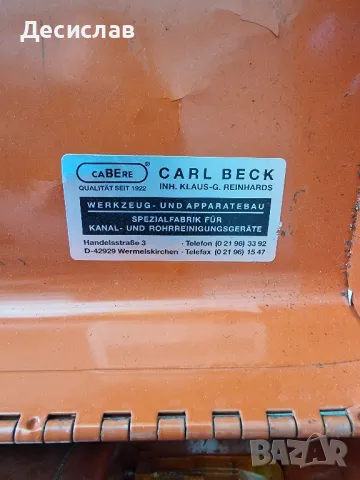 Десислав
CABERE ®
QUALITÄT SEIT 1922
CARL BECK
INH. KLAUS-G. REINHARDS
WERKZEUG- UND APPARATEBAU
SPEZIALFABRIK FÜR
KANAL- UND ROHRREINIGUNGSGERÄTE
Handelsstraße 3 · Telefon (0 21 96) 33 92
D-42929 Wermelskirchen · Telefax (0 21 96) 15 47
BAZAR